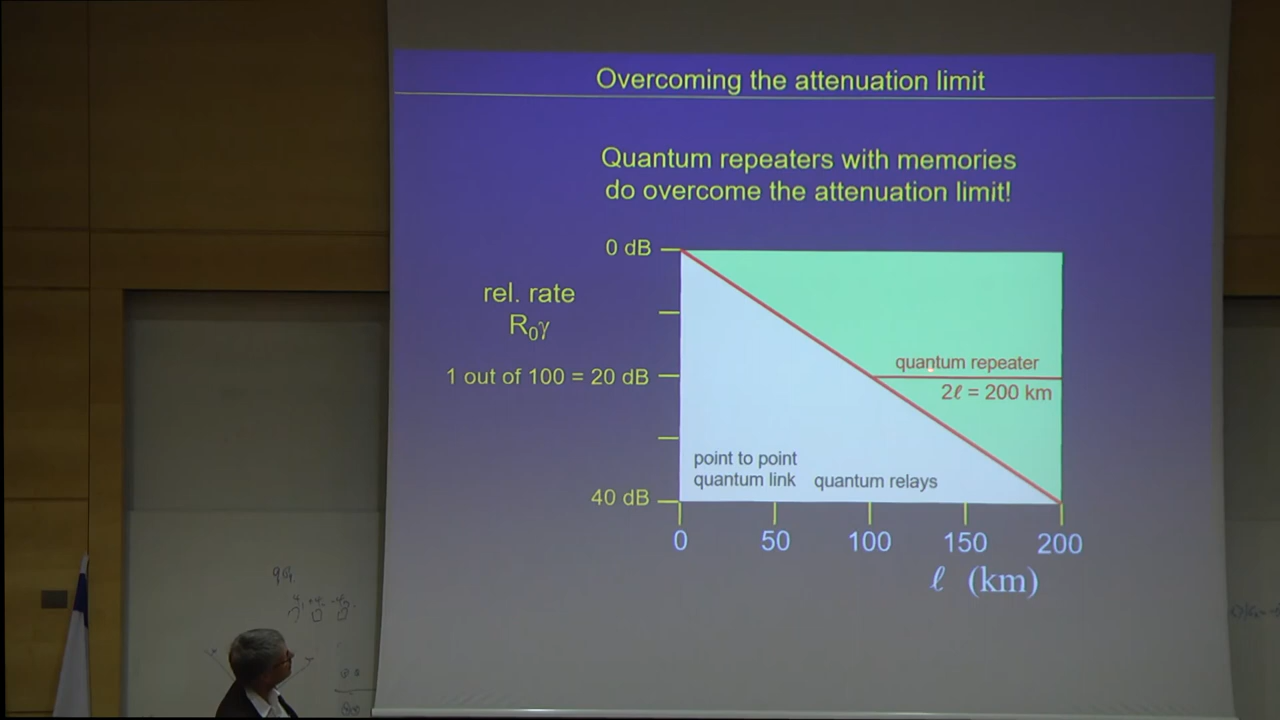 Overcoming the attenuation limit
Quantum repeaters with memories
do overcome the attenuation limit!
0 dB
rel. rate
R₀γ
1 out of 100 = 20 dB
40 dB
quantum repeater
2ℓ = 200 km
point to point
quantum link
quantum relays
0 50 100 150 200
ℓ (km)